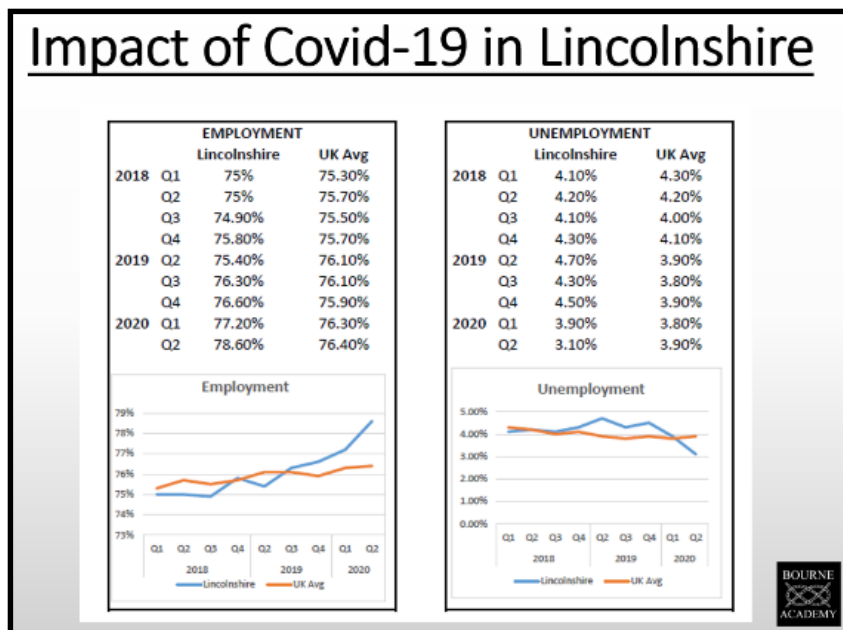 Impact of Covid-19 in Lincolnshire
EMPLOYMENT
Lincolnshire UK Avg
2018 Q1 75% 75.30%
Q2 75% 75.70%
Q3 74.90% 75.50%
Q4 75.80% 75.70%
2019 Q2 75.40% 76.10%
Q3 76.30% 76.10%
Q4 76.60% 75.90%
2020 Q1 77.20% 76.30%
Q2 78.60% 76.40%
Employment
79%
78%
77%
76%
75%
74%
73%
Q1 Q2 Q3 Q4 Q2 Q3 Q4 Q1 Q2
2018 2019 2020
Lincolnshire UK Avg
UNEMPLOYMENT
Lincolnshire UK Avg
2018 Q1 4.10% 4.30%
Q2 4.20% 4.20%
Q3 4.10% 4.00%
Q4 4.30% 4.10%
2019 Q2 4.70% 3.90%
Q3 4.30% 3.80%
Q4 4.50% 3.90%
2020 Q1 3.90% 3.80%
Q2 3.10% 3.90%
Unemployment
5.00%
4.00%
3.00%
2.00%
1.00%
0.00%
Q1 Q2 Q3 Q4 Q2 Q3 Q4 Q1 Q2
2018 2019 2020
Lincolnshire UK Avg
BOURNE
ACADEMY